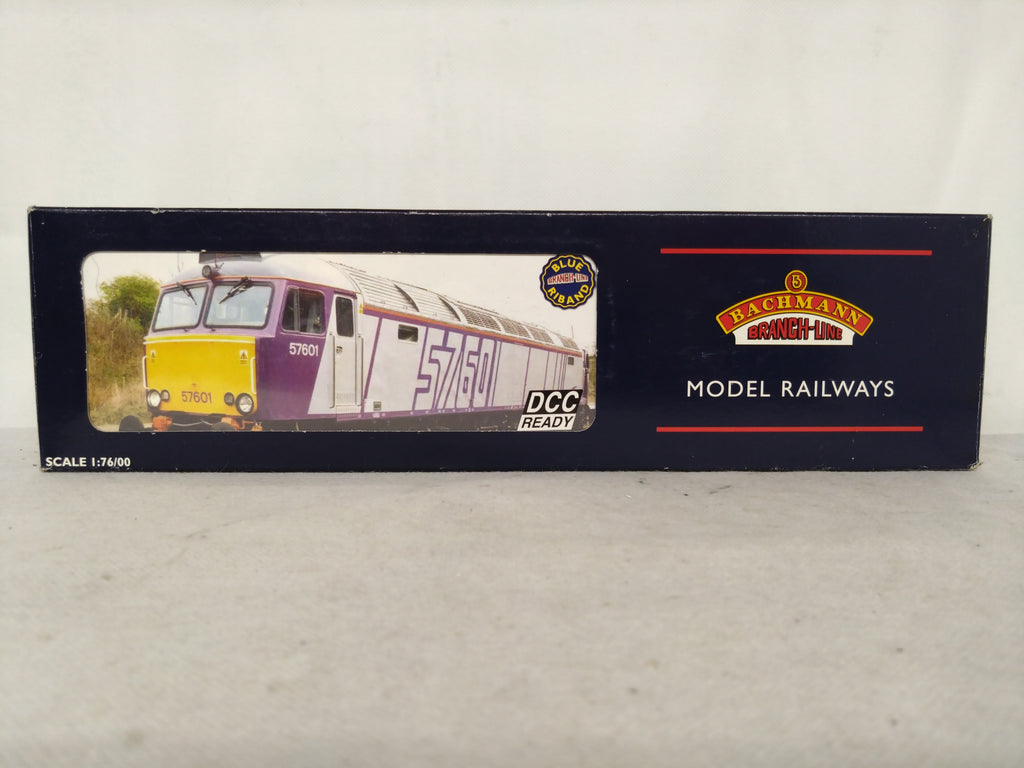 BLUE
BRANCH-LINE
RIBAND
57601
57601
57601
DCC
READY
SCALE 1:76/00
B
BACHMANN
BRANCH-LINE
MODEL RAILWAYS